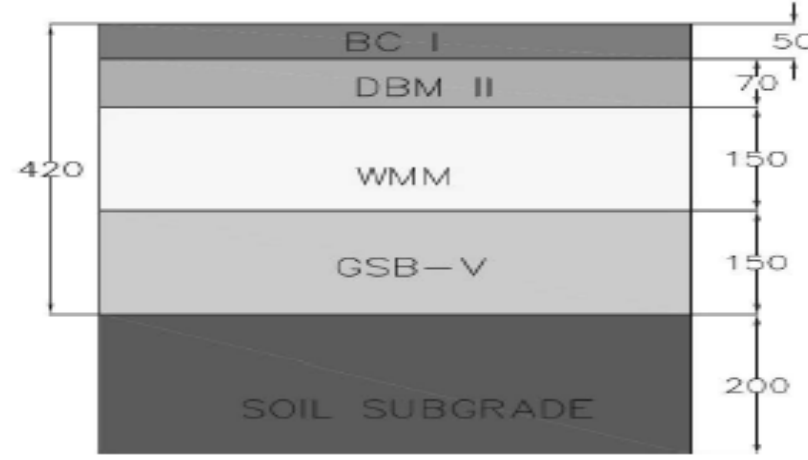 BC I
50
DBM II
70
420
WMM
150
GSB-V
150
SOIL SUBGRADE
200